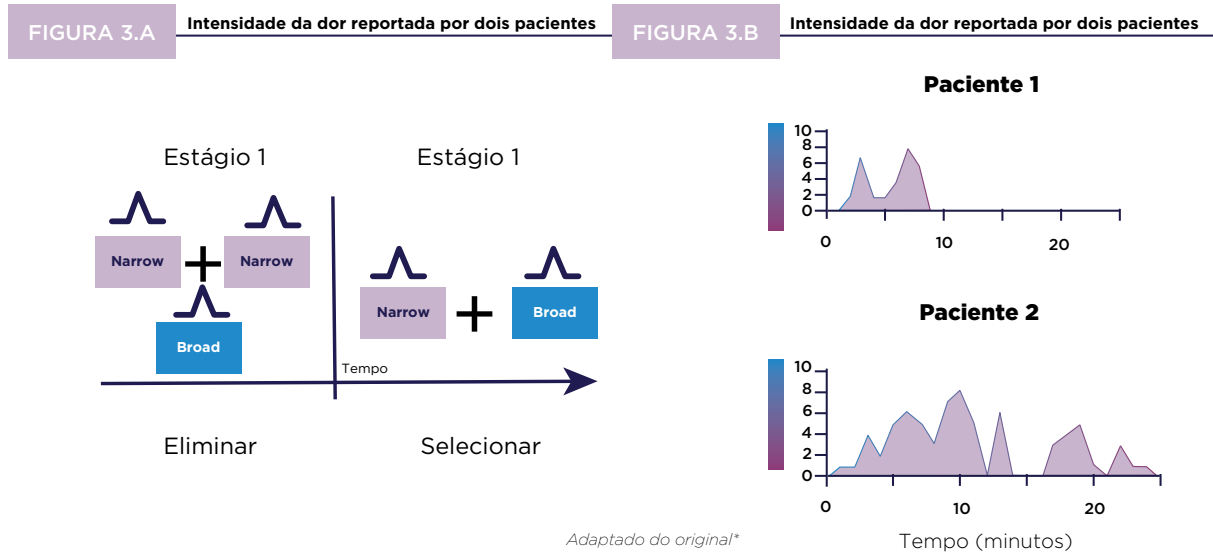 FIGURA 3.A
Intensidade da dor reportada por dois pacientes
Estágio 1
Estágio 1
Narrow
Narrow
Broad
Narrow
Broad
Tempo
Eliminar
Selecionar
FIGURA 3.B
Intensidade da dor reportada por dois pacientes
Paciente 1
10
8
6
4
2
0
0
10
20
Paciente 2
10
8
6
4
2
0
0
10
20
Tempo (minutos)
Adaptado do original*